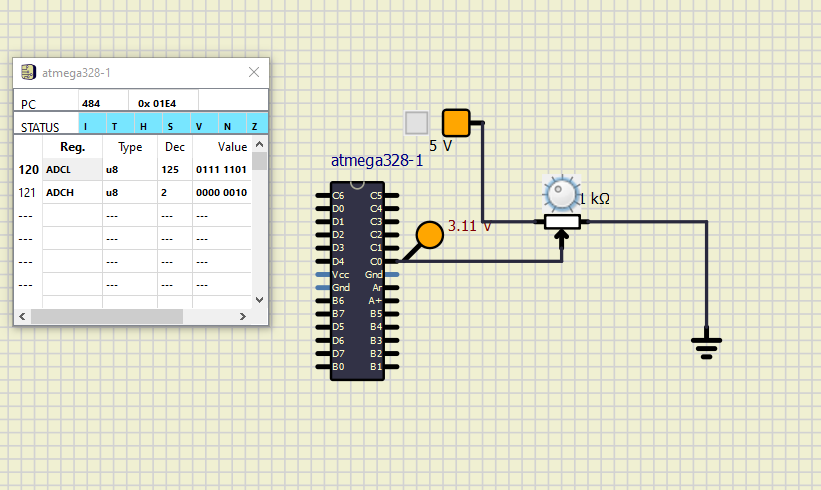 atmega328-1
PC 484 0x 01E4
STATUS I T H S V N Z
Reg. Type Dec Value
120 ADCL u8 125 0111 1101
121 ADCH u8 2 0000 0010
--- --- --- ---
--- --- --- ---
--- --- --- ---
--- --- --- ---
5 V
atmega328-1
1 kΩ
3.11 V
C6 C5
D0 C4
D1 C3
D2 C2
D3 C1
D4 C0
Vcc Gnd
Gnd Ar
B6 A+
B7 B5
D5 B4
D6 B3
D7 B2
B0 B1